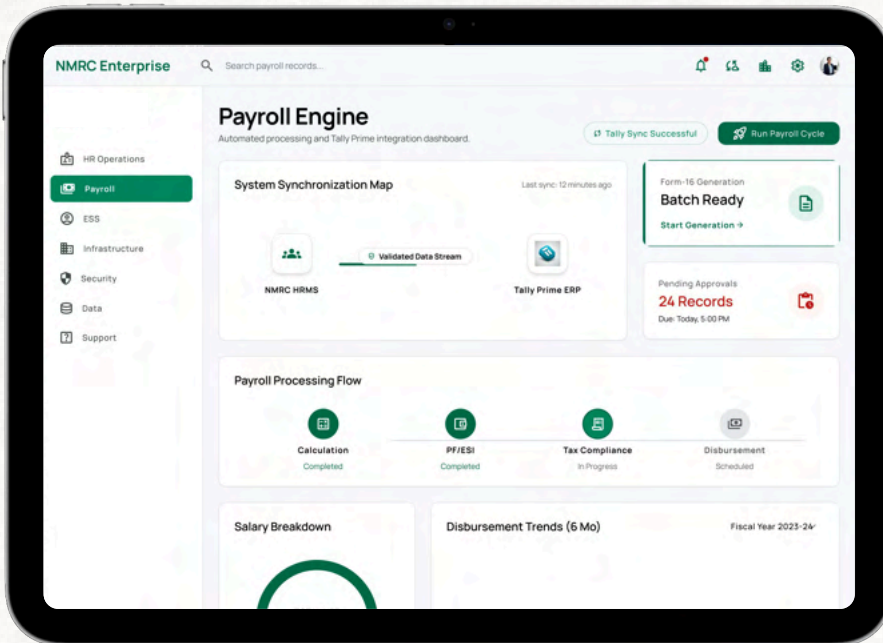 NMRC Enterprise
Search payroll records...
HR Operations
Payroll
ESS
Infrastructure
Security
Data
Support
Payroll Engine
Automated processing and Tally Prime integration dashboard.
Tally Sync Successful
Run Payroll Cycle
System Synchronization Map
Last sync: 12 minutes ago
Validated Data Stream
NMRC HRMS
Tally Prime ERP
Form-16 Generation
Batch Ready
Start Generation →
Pending Approvals
24 Records
Due: Today, 5:00 PM
Payroll Processing Flow
Calculation
Completed
PF/ESI
Completed
Tax Compliance
In Progress
Disbursement
Scheduled
Salary Breakdown
Disbursement Trends (6 Mo)
Fiscal Year 2023-24